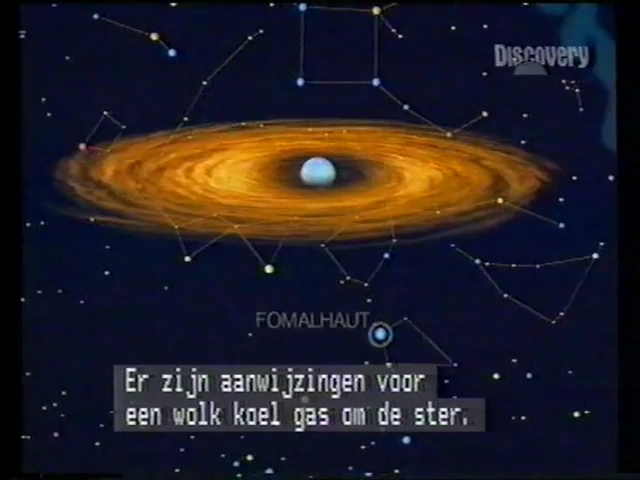 Discovery
FOMALHAUT
Er zijn aanwijzingen voor
een wolk koel gas om de ster.